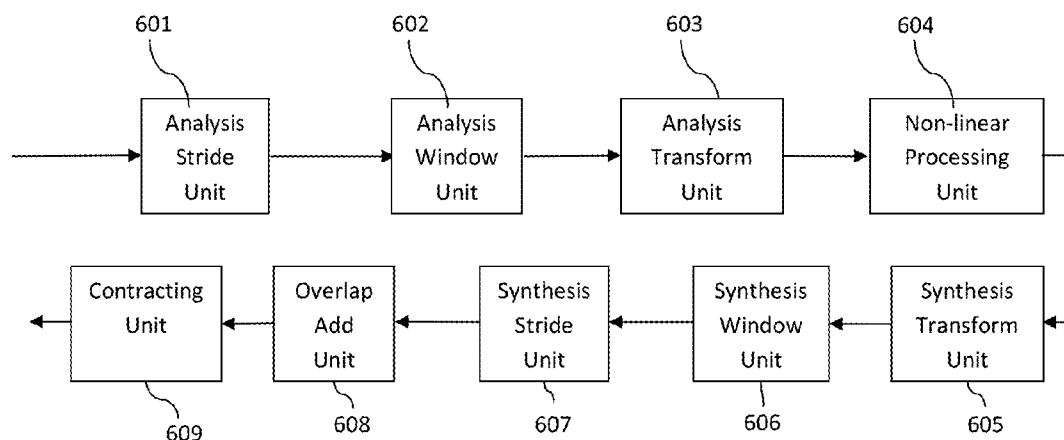 601
602
603
604
Analysis
Stride
Unit
Analysis
Window
Unit
Analysis
Transform
Unit
Non-linear
Processing
Unit
Contracting
Unit
Overlap
Add
Unit
Synthesis
Stride
Unit
Synthesis
Window
Unit
Synthesis
Transform
Unit
609
608
607
606
605